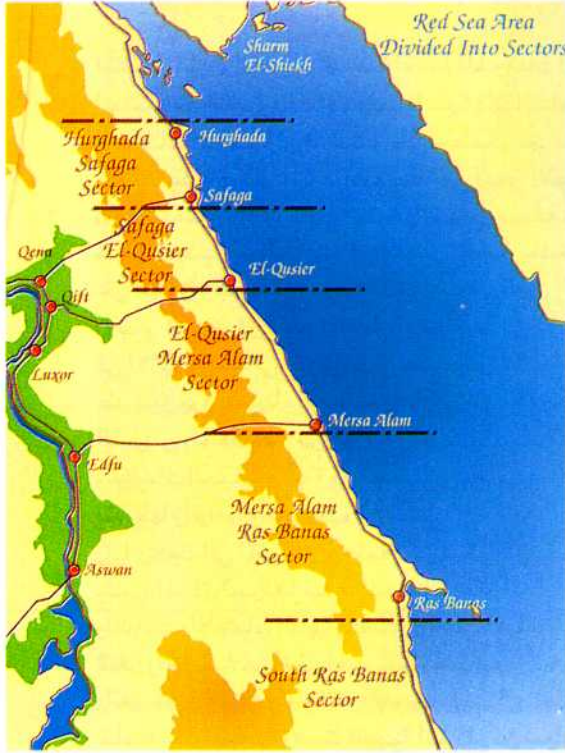 Red Sea Area
Divided Into Sectors
Sharm
El-Shiekh
Hurghada
Hurghada
Safaga
Sector
Safaga
Safaga
El-Qusier
Sector
Qena
El-Qusier
Qift
El-Qusier
Mersa Alam
Sector
Luxor
Mersa Alam
Edfu
Mersa Alam
Ras Banas
Sector
Aswan
Ras Banas
South Ras Banas
Sector